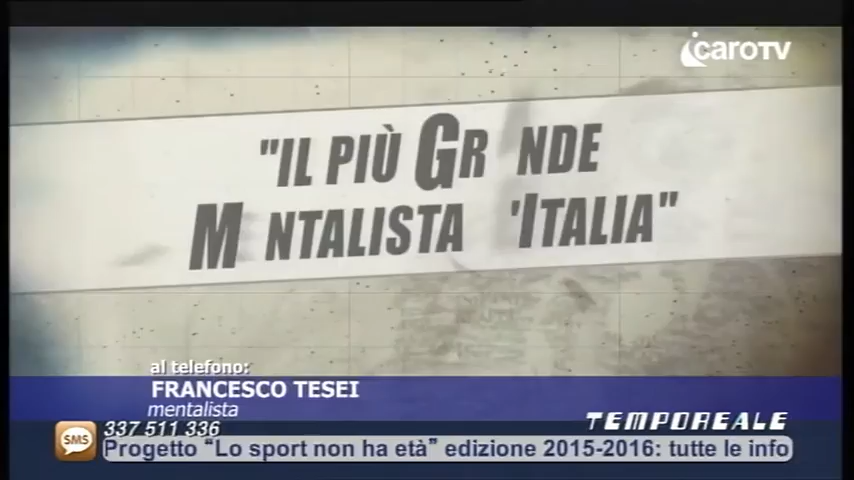 icaroTV
"IL PIÙ GR NDE
M NTALISTA 'ITALIA"
al telefono:
FRANCESCO TESEI
mentalista
TEMPOREALE
SMS
337 511 336
Progetto “Lo sport non ha età” edizione 2015-2016: tutte le info